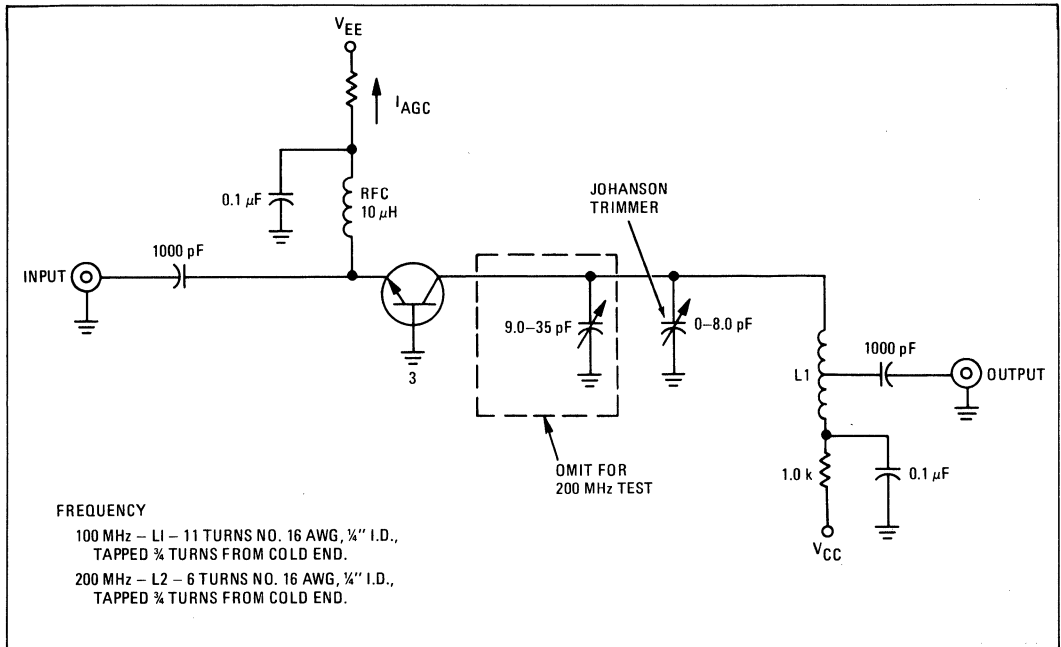 VEE
IAGC
0.1 μF
RFC
10 μH
JOHANSON
TRIMMER
1000 pF
INPUT
9.0–35 pF
0–8.0 pF
1000 pF
3
L1
OUTPUT
OMIT FOR
200 MHz TEST
1.0 k
0.1 μF
VCC
FREQUENCY
100 MHz – LI – 11 TURNS NO. 16 AWG, ¼" I.D.,
TAPPED ¾ TURNS FROM COLD END.
200 MHz – L2 – 6 TURNS NO. 16 AWG, ¼" I.D.,
TAPPED ¾ TURNS FROM COLD END.